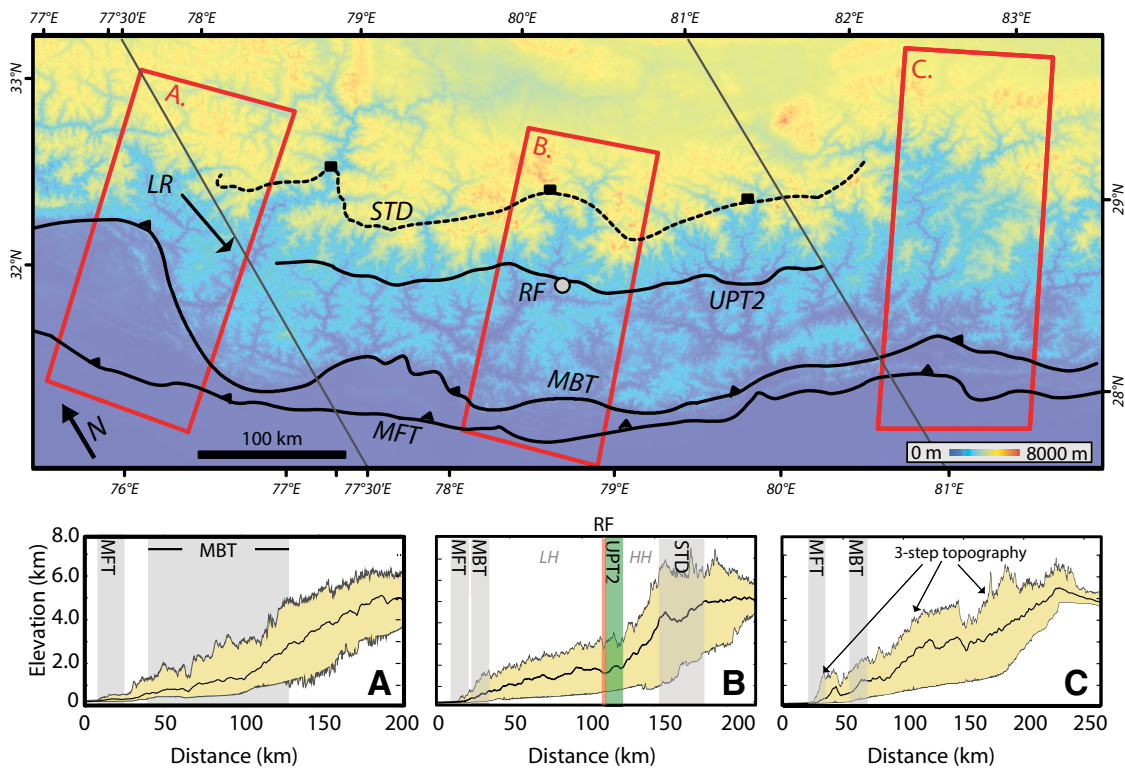 77°E 77°30'E 79°E 80°E 81°E 82°E 83°E
33°N
32°N
29°N
28°N
A.
B.
C.
LR
STD
RF
UPT2
MBT
MFT
N
100 km
0 m 8000 m
76°E 77°E 77°30'E 78°E 79°E 80°E 81°E
Elevation (km)
8.0
6.0
4.0
2.0
0
MFT
MBT
A
0 50 100 150 200
Distance (km)
RF
MFT
MBT
LH
UPT2
HH
STD
B
0 50 100 150 200
Distance (km)
MFT
MBT
3-step topography
C
0 50 100 150 200 250
Distance (km)